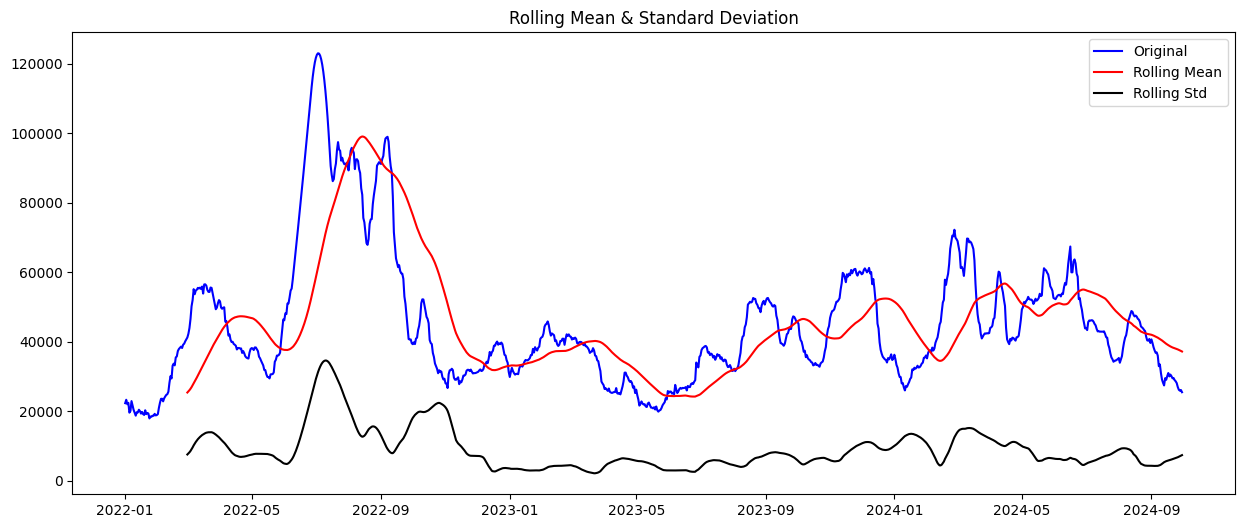 Rolling Mean & Standard Deviation
Original
Rolling Mean
Rolling Std
120000
100000
80000
60000
40000
20000
0
2022-01 2022-05 2022-09 2023-01 2023-05 2023-09 2024-01 2024-05 2024-09